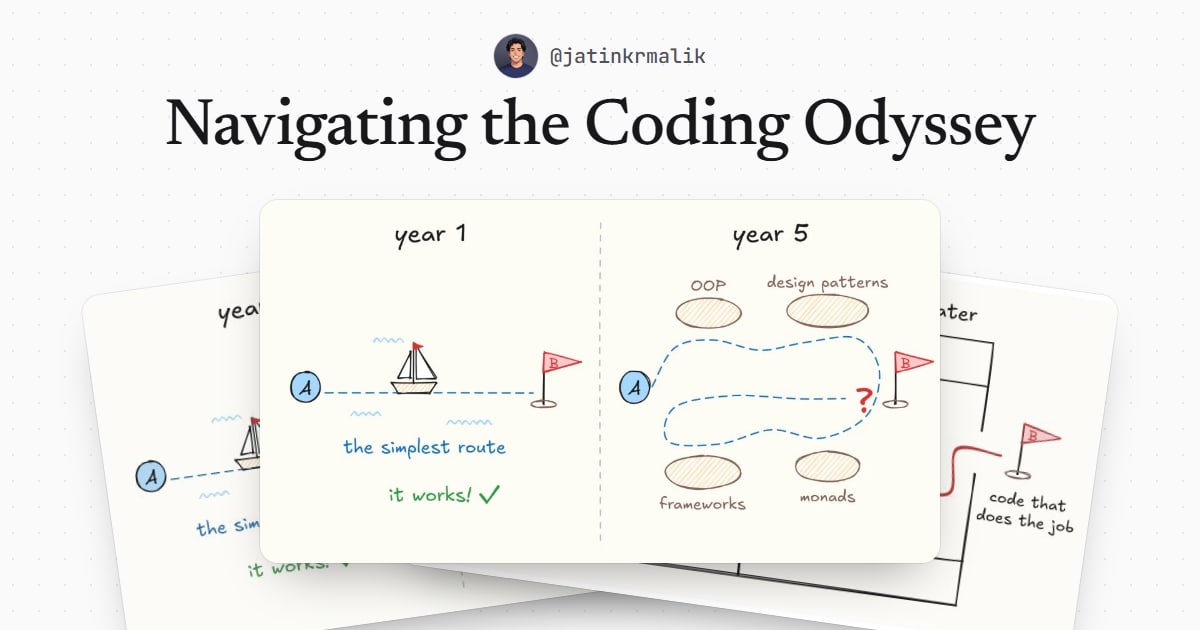 @jatinkrmalik
Navigating the Coding Odyssey
year 1
A
B
the simplest route
it works!
year 5
OOP
design patterns
A
B
?
frameworks
monads
A
the sim
it works!
B
code that
does the job